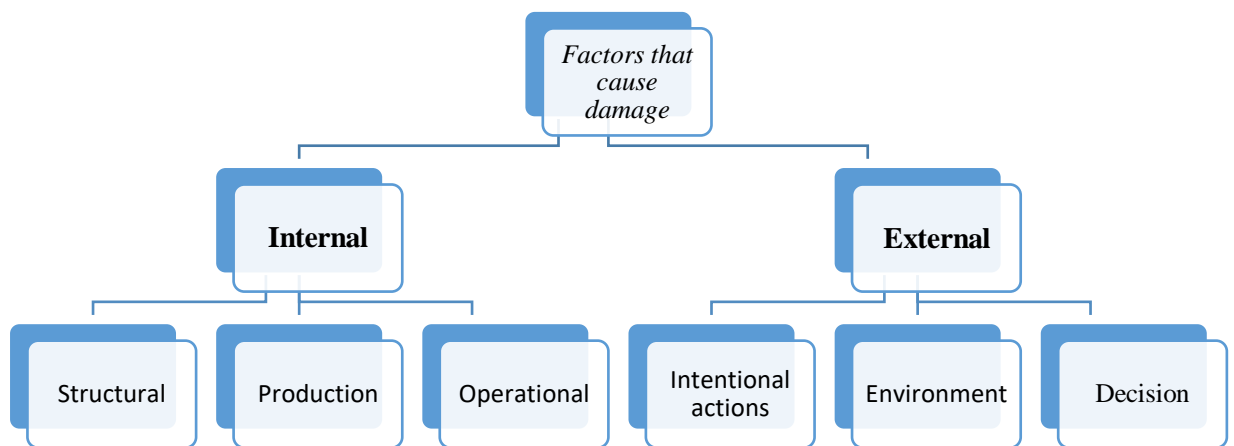 Factors that
cause
damage
Internal
External
Structural
Production
Operational
Intentional
actions
Environment
Decision